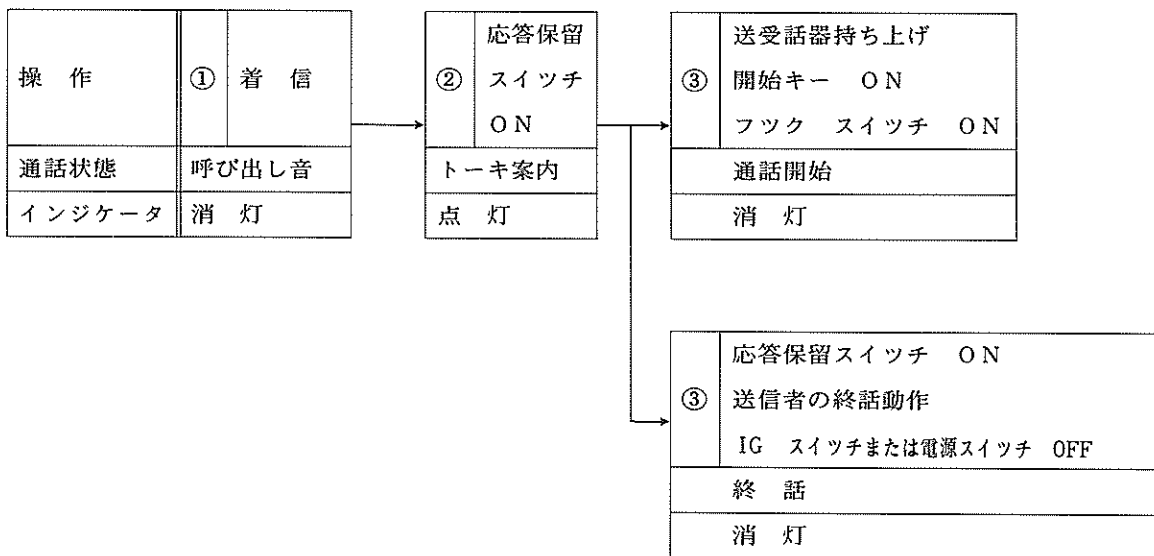 操 作
① 着 信
通話状態
呼び出し音
インジケータ
消 灯
② 応答保留
スイツチ
ON
トーキ案内
点 灯
③ 送受話器持ち上げ
開始キー ON
フツク スイツチ ON
通話開始
消 灯
③ 応答保留スイツチ ON
送信者の終話動作
IG スイツチまたは電源スイツチ OFF
終 話
消 灯